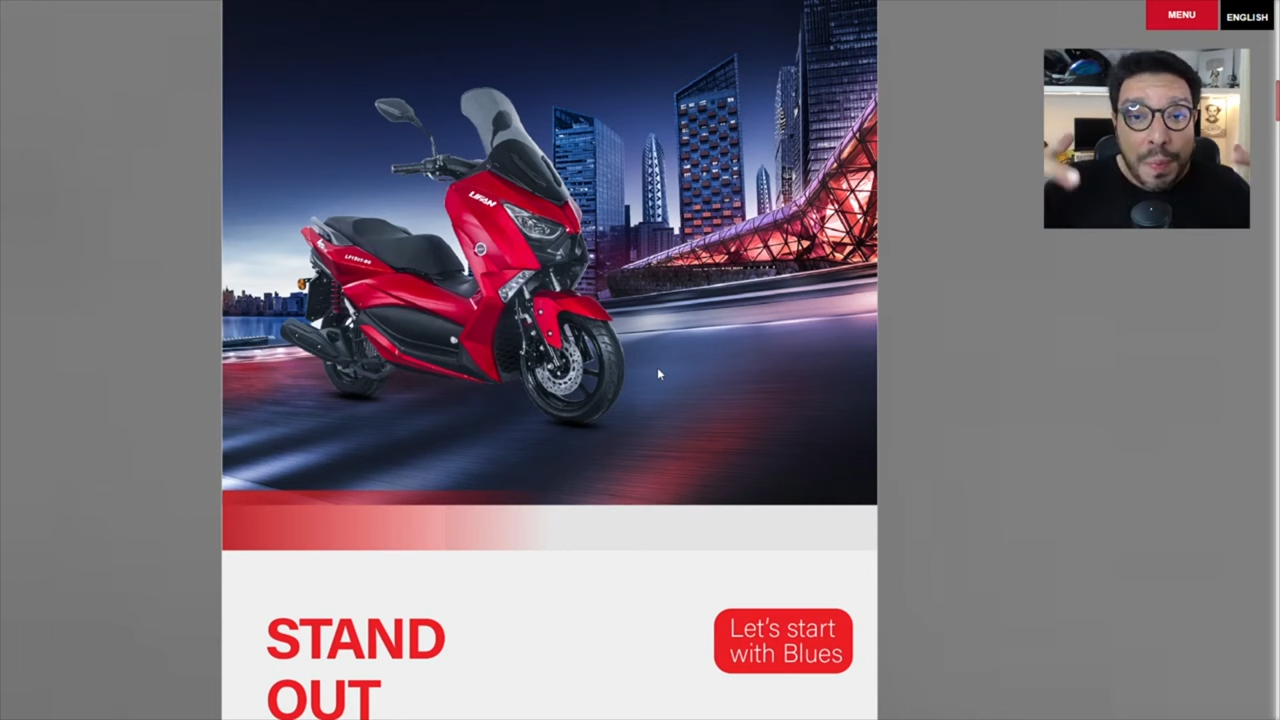 MENU
ENGLISH
LIFAN
STAND
OUT
Let's start
with Blues